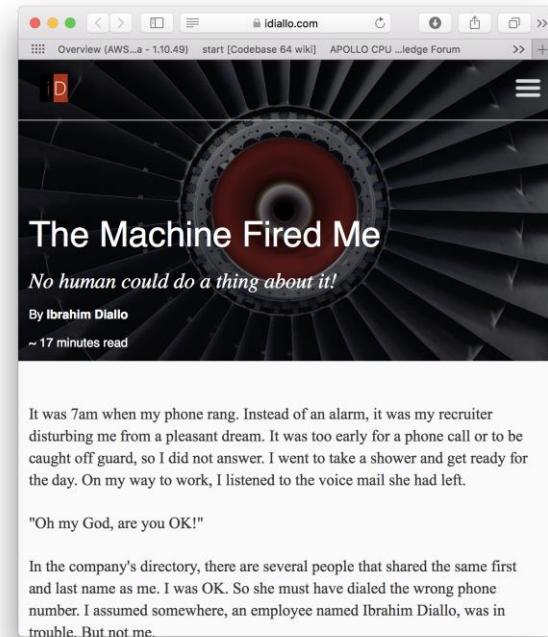 idiallo.com
Overview (AWS...a - 1.10.49) start [Codebase 64 wiki] APOLLO CPU ...ledge Forum >> +
iD
The Machine Fired Me
No human could do a thing about it!
By Ibrahim Diallo
~ 17 minutes read
It was 7am when my phone rang. Instead of an alarm, it was my recruiter
disturbing me from a pleasant dream. It was too early for a phone call or to be
caught off guard, so I did not answer. I went to take a shower and get ready for
the day. On my way to work, I listened to the voice mail she had left.
"Oh my God, are you OK!"
In the company's directory, there are several people that shared the same first
and last name as me. I was OK. So she must have dialed the wrong phone
number. I assumed somewhere, an employee named Ibrahim Diallo, was in
trouble. But not me.